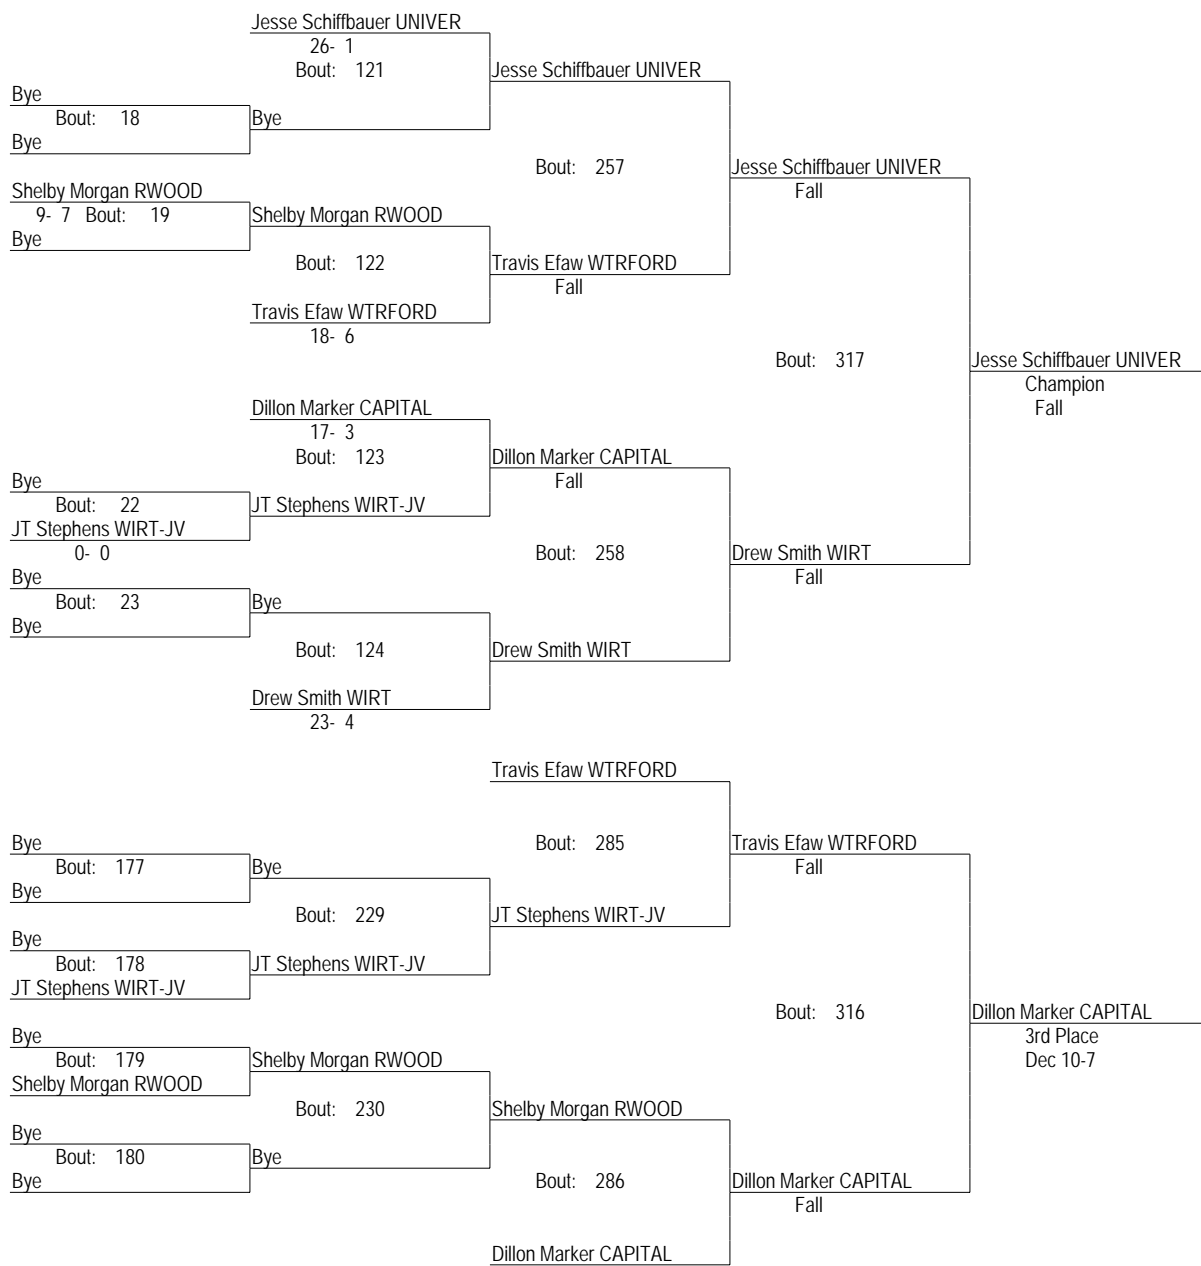 Jesse Schiffbauer UNIVER
26- 1
Bout: 121
Jesse Schiffbauer UNIVER
Bye
Bout: 18
Bye
Bye
Bout: 257
Jesse Schiffbauer UNIVER
Fall
Shelby Morgan RWOOD
9- 7 Bout: 19
Shelby Morgan RWOOD
Bye
Bout: 122
Travis Efaw WTRFORD
Fall
Travis Efaw WTRFORD
18- 6
Bout: 317
Jesse Schiffbauer UNIVER
Champion
Fall
Dillon Marker CAPITAL
17- 3
Bout: 123
Dillon Marker CAPITAL
Fall
Bye
Bout: 22
JT Stephens WIRT-JV
JT Stephens WIRT-JV
0- 0
Bout: 258
Drew Smith WIRT
Fall
Bye
Bout: 23
Bye
Bye
Bout: 124
Drew Smith WIRT
Drew Smith WIRT
23- 4
Travis Efaw WTRFORD
Bout: 285
Travis Efaw WTRFORD
Fall
Bye
Bout: 177
Bye
Bye
Bout: 229
JT Stephens WIRT-JV
Bye
Bout: 178
JT Stephens WIRT-JV
JT Stephens WIRT-JV
Bout: 316
Dillon Marker CAPITAL
3rd Place
Dec 10-7
Bye
Bout: 179
Shelby Morgan RWOOD
Shelby Morgan RWOOD
Bout: 230
Shelby Morgan RWOOD
Bye
Bout: 180
Bye
Bye
Bout: 286
Dillon Marker CAPITAL
Fall
Dillon Marker CAPITAL